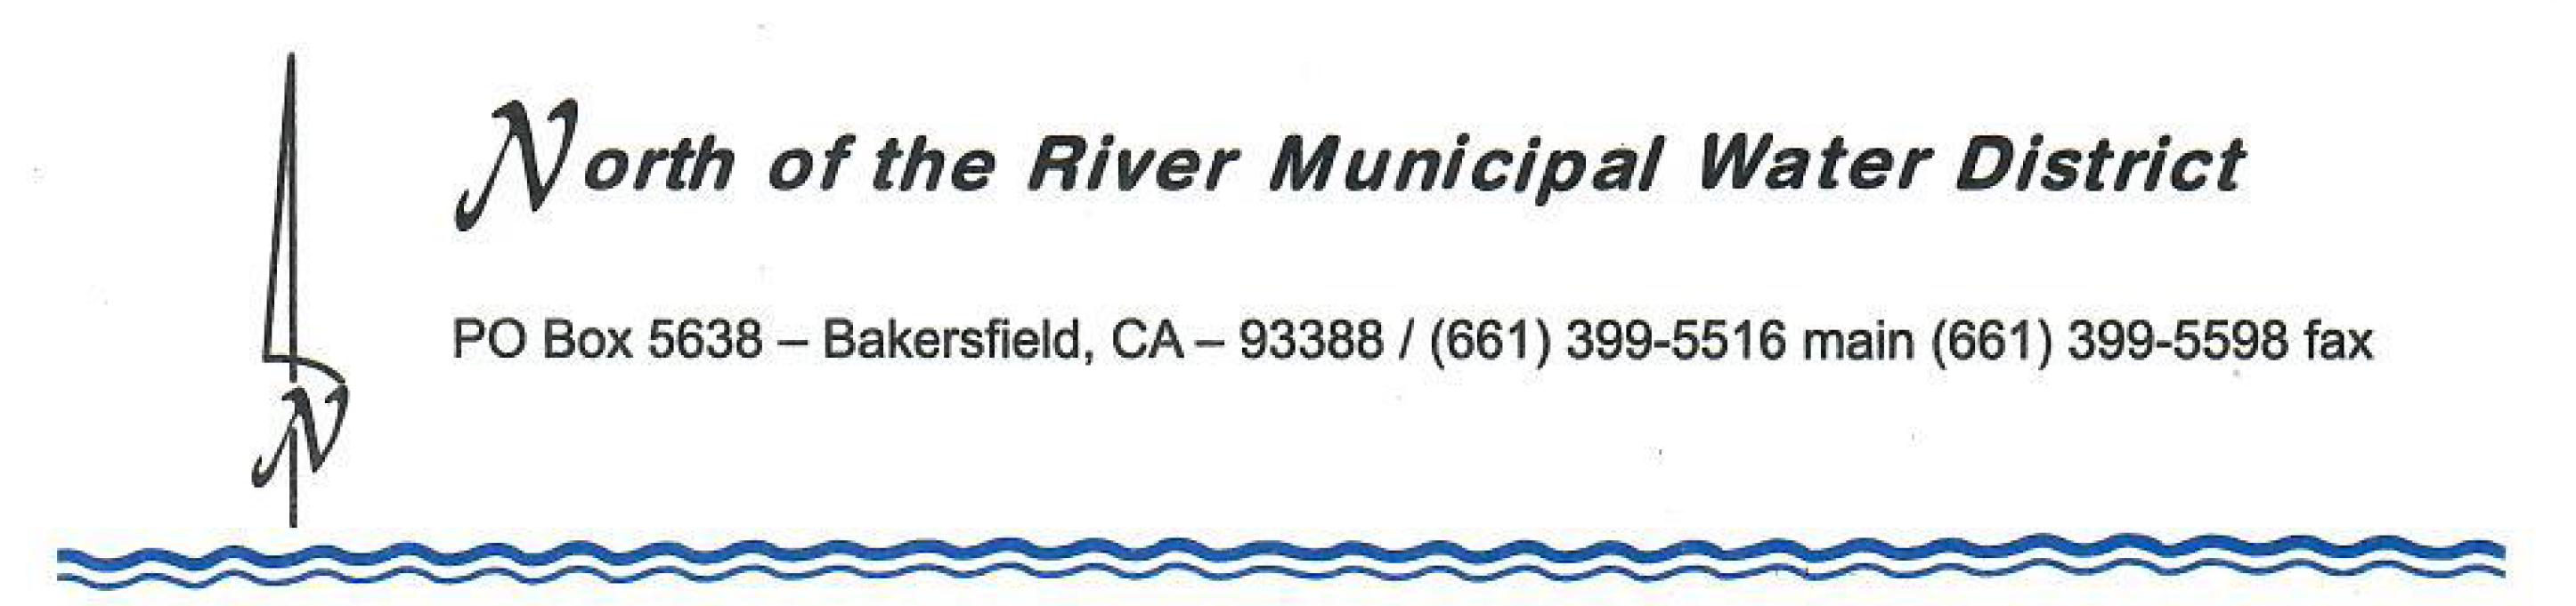 North of the River Municipal Water District
PO Box 5638 – Bakersfield, CA – 93388 / (661) 399-5516 main (661) 399-5598 fax
N